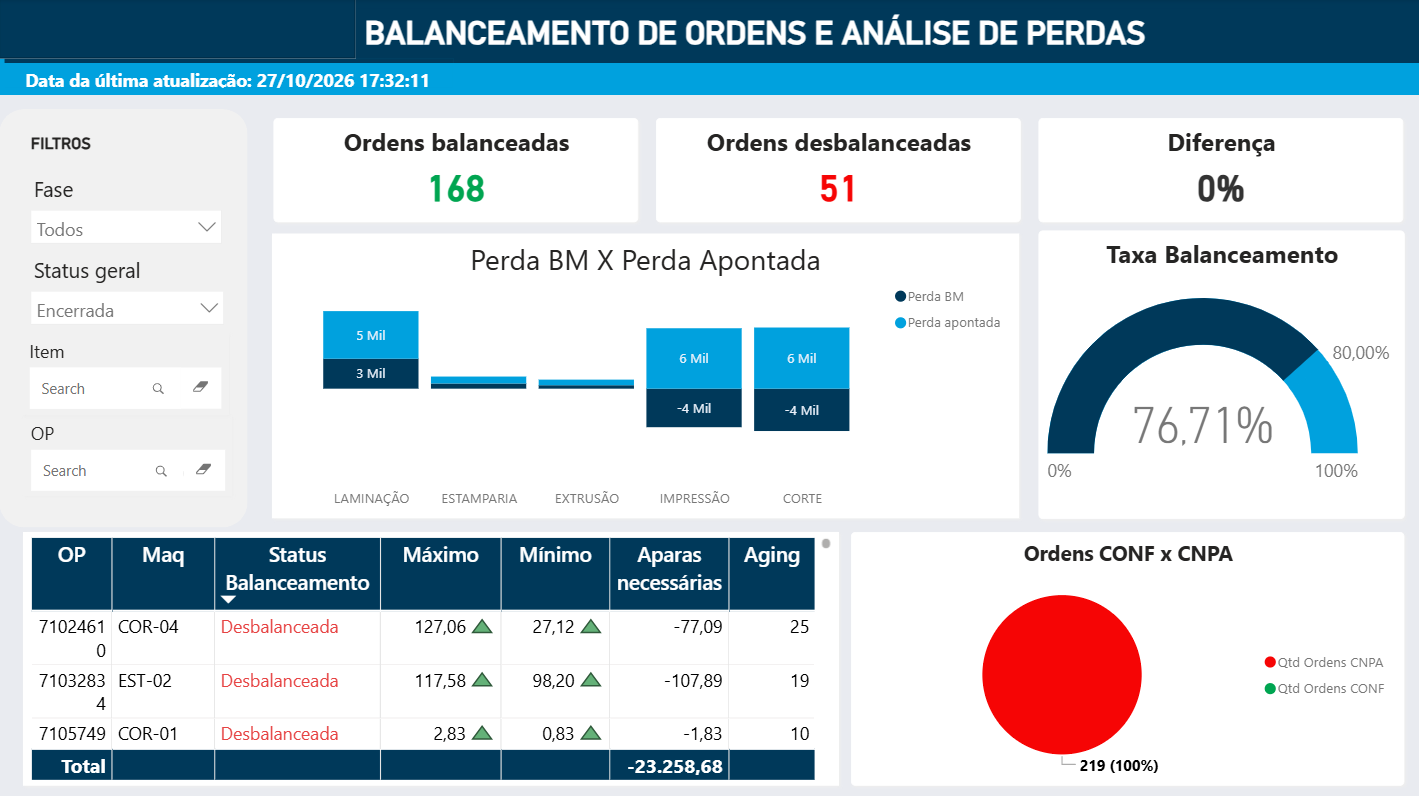 BALANCEAMENTO DE ORDENS E ANÁLISE DE PERDAS
Data da última atualização: 27/10/2026 17:32:11
FILTROS
Fase
Todos
Status geral
Encerrada
Item
Search
OP
Search
Ordens balanceadas
168
Ordens desbalanceadas
51
Diferença
0%
Perda BM X Perda Apontada
Perda BM
Perda apontada
5 Mil
3 Mil
6 Mil
-4 Mil
6 Mil
-4 Mil
LAMINAÇÃO ESTAMPARIA EXTRUSÃO IMPRESSÃO CORTE
Taxa Balanceamento
80,00%
76,71%
0% 100%
OP Maq Status Balanceamento Máximo Mínimo Aparas necessárias Aging
71024610 COR-04 Desbalanceada 127,06 27,12 -77,09 25
71032834 EST-02 Desbalanceada 117,58 98,20 -107,89 19
7105749 COR-01 Desbalanceada 2,83 0,83 -1,83 10
Total -23.258,68
Ordens CONF x CNPA
Qtd Ordens CNPA
Qtd Ordens CONF
219 (100%)